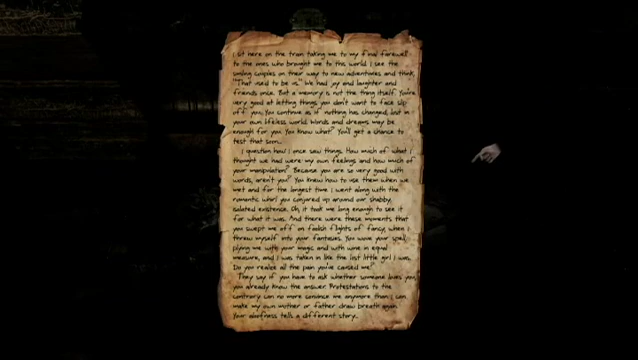 I sit here on the train taking me to my final farewell
to the ones who brought me to this world. I see the
smiling couples on their way to new adventures and think,
"That used to be us." We had joy and laughter and
friends once. But a memory is not the thing itself. You're
very good at letting things you don't want to face slip
off you. You continue as if nothing has changed, lost in
your own lifeless world. Words and dreams may be
enough for you. You know what? You'll get a chance to
test that soon...
I question how I once saw things. How much of what I
thought we had were my own feelings and how much of
your manipulation? Because you are so very good with
words, aren't you? You knew how to use them when we
met and for the longest time I went along with the
romantic whirl you conjured up around our shabby,
isolated existence. Oh, it took me long enough to see it
for what it was. And there were these moments that
you swept me off on foolish flights of fancy, when I
threw myself into your fantasies. You wove your spell,
plying me with your magic and with wine in equal
measure, and I was taken in like the lost little girl I was.
Do you realize all the pain you've caused me?
They say if you have to ask whether someone loves you,
you already know the answer. Protestations to the
contrary can no more convince me anymore than I can
make my own mother or father draw breath again.
Your aloofness tells a different story.